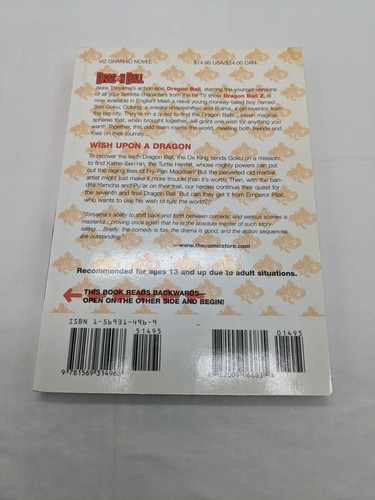 VIZ GRAPHIC NOVEL
$14.95 USA/$24.00 CAN
DRAGON BALL
Akira Toriyama's action epic Dragon Ball, starring the younger versions
of all your favorite characters from the hit TV show Dragon Ball Z, is
now available in English! Meet a naive young monkey-tailed boy named
Son Goku; Oolong, a sneaky shapeshifter; and Bulma, a girl inventor from
the big city. They're on a quest to find the Dragon Balls...seven magical
spheres that, when brought together, will grant one wish for anything you
want! Together, this odd team roams the world, meeting both friends and
foes on their journey...
WISH UPON A DRAGON
To recover the sixth Dragon Ball, the Ox King sends Goku on a mission:
to find Kame-Sen'nin, the Turtle Hermit, whose mighty powers can put
out the raging fires of Fry-Pan Mountain! But the perverted old martial
artist might just make it more trouble than it's worth! Then, with the ban-
dits Yamcha and Pu'ar on their trail, our heroes continue their quest for
the seventh and final Dragon Ball. But can they get it from Emperor Pilaf,
who wants to use his wish to rule the world?!
"Toriyama's ability to shift back and forth between comedic and serious scenes is
masterful...proving once again that he is the absolute master of such story-
telling....Briefly, the comedy is fun, the drama is good, and the action sequences
are outstanding."
—www.thecomicstore.com
Recommended for ages 13 and up due to adult situations.
THIS BOOK READS BACKWARDS—
OPEN ON THE OTHER SIDE AND BEGIN!
ISBN 1-56931-496-9
51495
01495
9 781569 314968